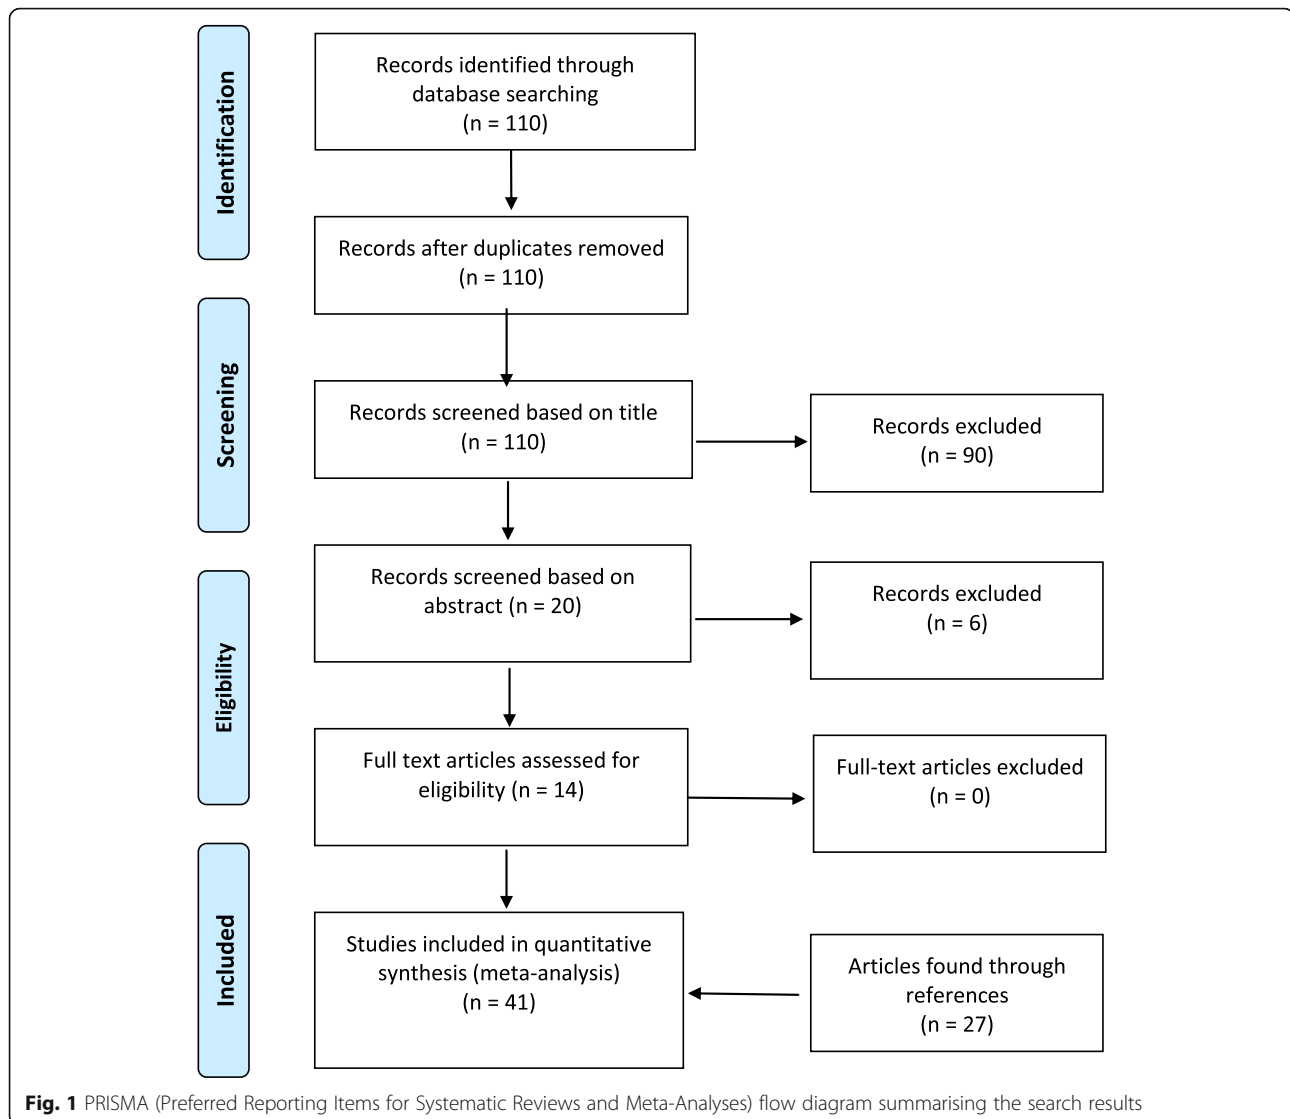 Identification
Records identified through
database searching
(n = 110)
Records after duplicates removed
(n = 110)
Screening
Records screened based on title
(n = 110)
Records excluded
(n = 90)
Records screened based on
abstract (n = 20)
Records excluded
(n = 6)
Eligibility
Full text articles assessed for
eligibility (n = 14)
Full-text articles excluded
(n = 0)
Included
Studies included in quantitative
synthesis (meta-analysis)
(n = 41)
Articles found through
references
(n = 27)
Fig. 1 PRISMA (Preferred Reporting Items for Systematic Reviews and Meta-Analyses) flow diagram summarising the search results